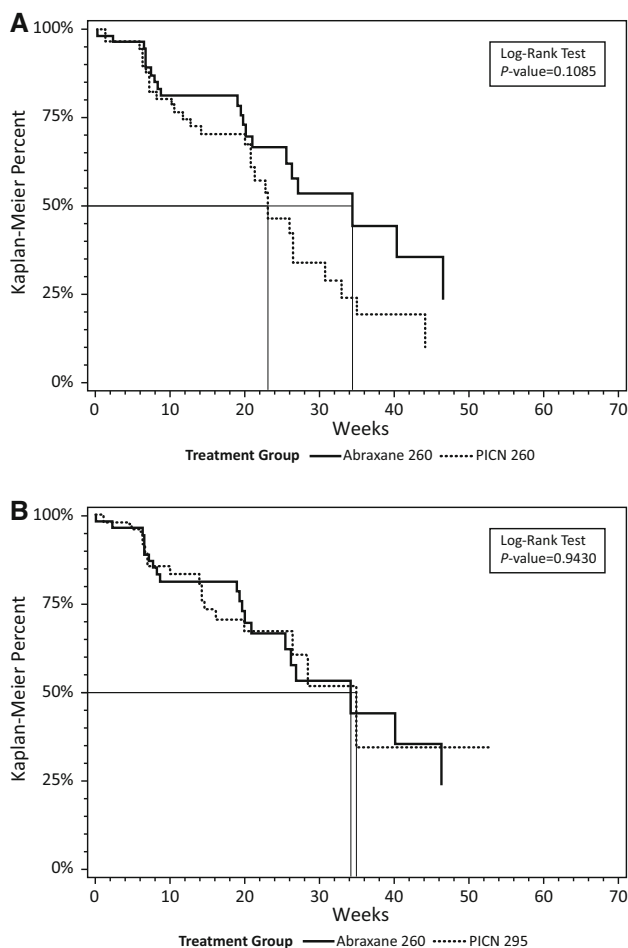 A
Kaplan-Meier Percent
100%
75%
50%
25%
0%
Log-Rank Test
P-value=0.1085
0 10 20 30 40 50 60 70
Weeks
Treatment Group Abraxane 260 PICN 260
B
Kaplan-Meier Percent
100%
75%
50%
25%
0%
Log-Rank Test
P-value=0.9430
0 10 20 30 40 50 60 70
Weeks
Treatment Group Abraxane 260 PICN 295